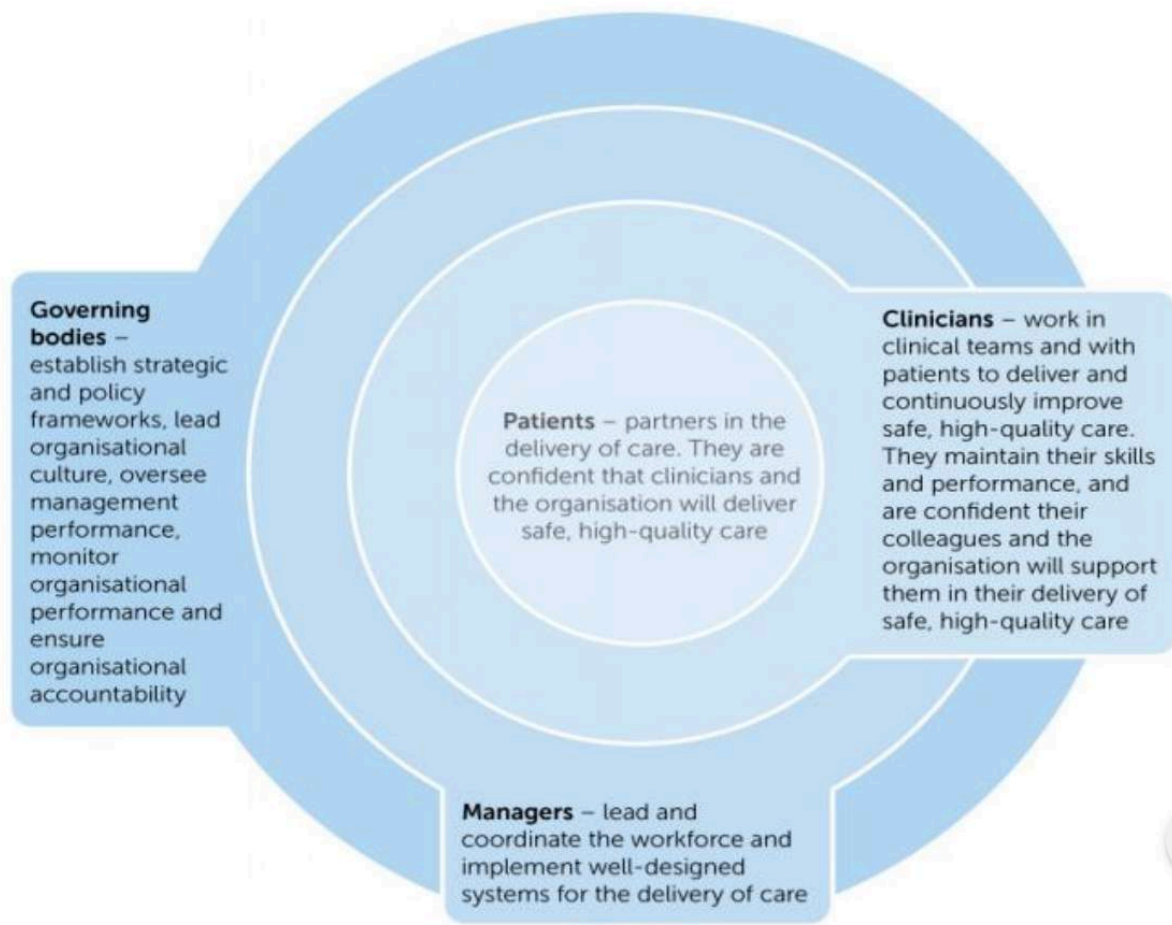 Governing
bodies –
establish strategic
and policy
frameworks, lead
organisational
culture, oversee
management
performance,
monitor
organisational
performance and
ensure
organisational
accountability
Patients – partners in the
delivery of care. They are
confident that clinicians and
the organisation will deliver
safe, high-quality care
Clinicians – work in
clinical teams and with
patients to deliver and
continuously improve
safe, high-quality care.
They maintain their skills
and performance, and
are confident their
colleagues and the
organisation will support
them in their delivery of
safe, high-quality care
Managers – lead and
coordinate the workforce and
implement well-designed
systems for the delivery of care